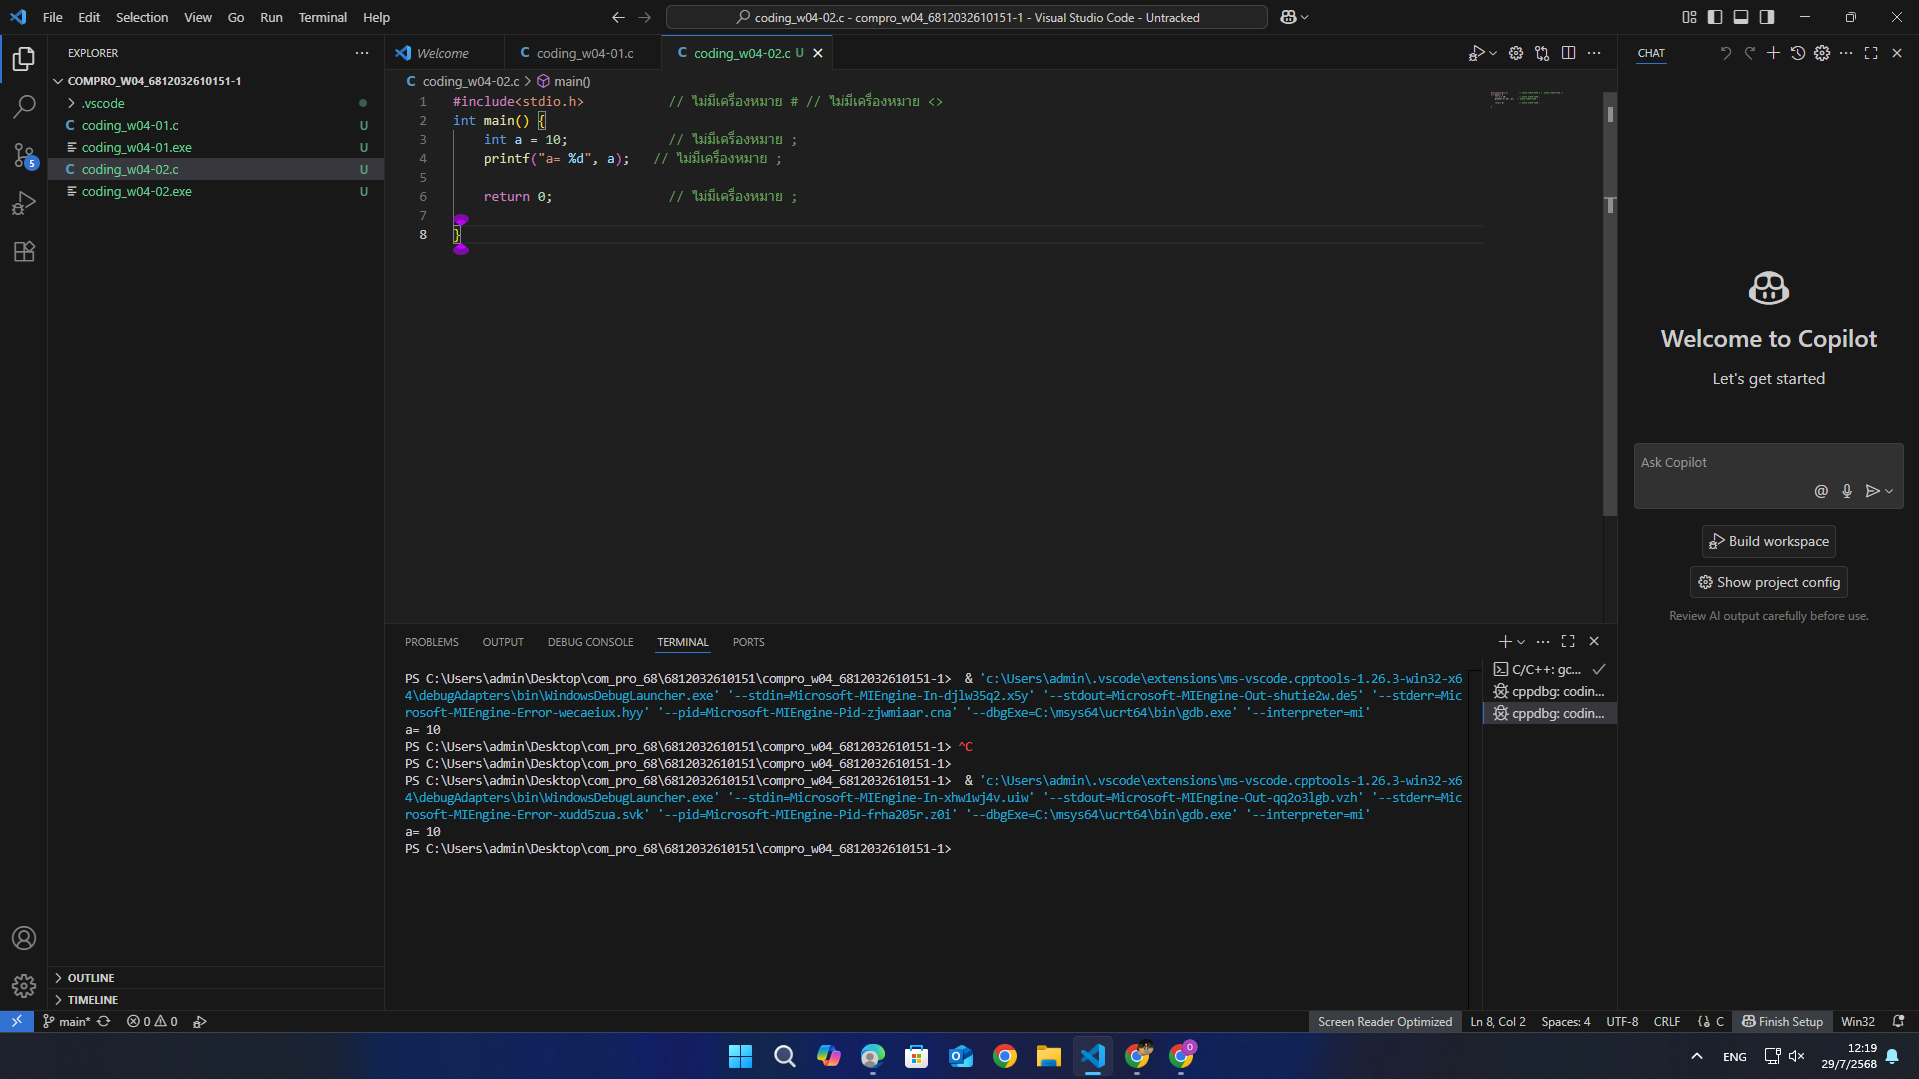 File Edit Selection View Go Run Terminal Help
coding_w04-02.c - compro_w04_6812032610151-1 - Visual Studio Code - Untracked
EXPLORER
COMPRO_W04_6812032610151-1
.vscode
C coding_w04-01.c U
coding_w04-01.exe U
C coding_w04-02.c U
coding_w04-02.exe U
OUTLINE
TIMELINE
5
Welcome
C coding_w04-01.c
C coding_w04-02.c U
C coding_w04-02.c > main()
1 #include<stdio.h> // ไม่มีเครื่องหมาย # // ไม่มีเครื่องหมาย <>
2 int main() {
3 int a = 10; // ไม่มีเครื่องหมาย ;
4 printf("a= %d", a); // ไม่มีเครื่องหมาย ;
5
6 return 0; // ไม่มีเครื่องหมาย ;
7
8 }
PROBLEMS OUTPUT DEBUG CONSOLE TERMINAL PORTS
PS C:\Users\admin\Desktop\com_pro_68\6812032610151\compro_w04_6812032610151-1> & 'c:\Users\admin\.vscode\extensions\ms-vscode.cpptools-1.26.3-win32-x6
4\debugAdapters\bin\WindowsDebugLauncher.exe' '--stdin=Microsoft-MIEngine-In-djlw35q2.x5y' '--stdout=Microsoft-MIEngine-Out-shutie2w.de5' '--stderr=Mic
rosoft-MIEngine-Error-wecaeiux.hyy' '--pid=Microsoft-MIEngine-Pid-zjwmiaar.cna' '--dbgExe=C:\msys64\ucrt64\bin\gdb.exe' '--interpreter=mi'
a= 10
PS C:\Users\admin\Desktop\com_pro_68\6812032610151\compro_w04_6812032610151-1> ^C
PS C:\Users\admin\Desktop\com_pro_68\6812032610151\compro_w04_6812032610151-1>
PS C:\Users\admin\Desktop\com_pro_68\6812032610151\compro_w04_6812032610151-1> & 'c:\Users\admin\.vscode\extensions\ms-vscode.cpptools-1.26.3-win32-x6
4\debugAdapters\bin\WindowsDebugLauncher.exe' '--stdin=Microsoft-MIEngine-In-xhw1wj4v.uiw' '--stdout=Microsoft-MIEngine-Out-qq2o3lgb.vzh' '--stderr=Mic
rosoft-MIEngine-Error-xudd5zua.svk' '--pid=Microsoft-MIEngine-Pid-frha205r.z0i' '--dbgExe=C:\msys64\ucrt64\bin\gdb.exe' '--interpreter=mi'
a= 10
PS C:\Users\admin\Desktop\com_pro_68\6812032610151\compro_w04_6812032610151-1>
C/C++: gc...
cppdbg: codin...
cppdbg: codin...
CHAT
Welcome to Copilot
Let's get started
Ask Copilot
@
Build workspace
Show project config
Review AI output carefully before use.
main* 0 0
Screen Reader Optimized Ln 8, Col 2 Spaces: 4 UTF-8 CRLF {} C Finish Setup Win32
0
ENG
12:19
29/7/2568